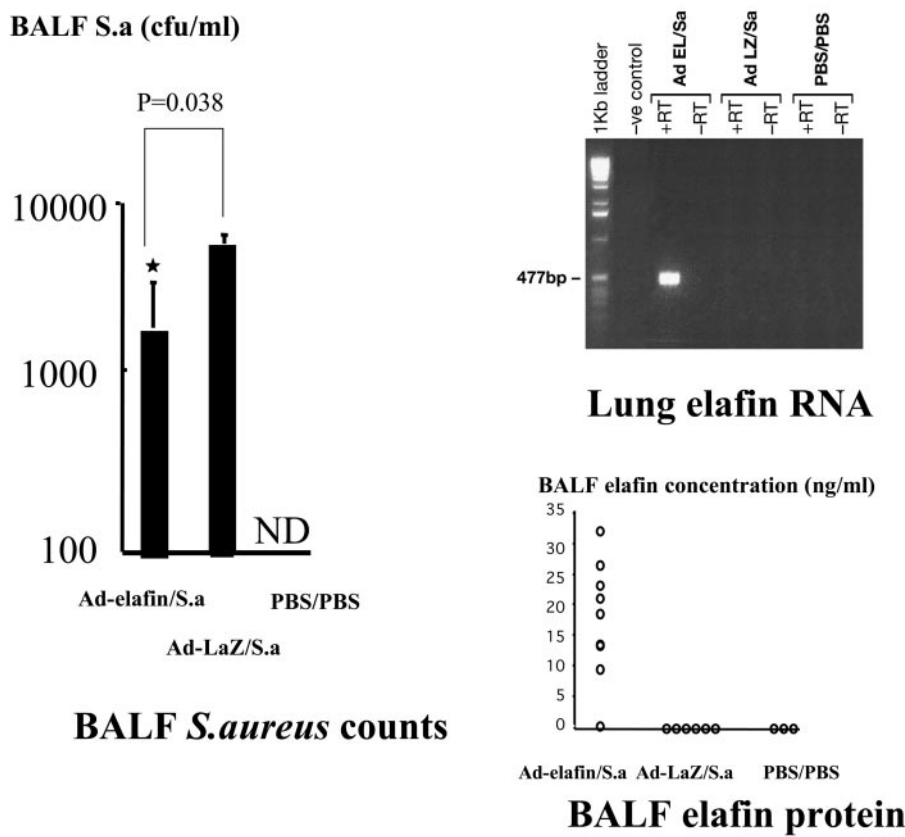 BALF S.a (cfu/ml)
P=0.038
10000
★
1000
100
ND
Ad-elafin/S.a
PBS/PBS
Ad-LaZ/S.a
BALF S.aureus counts
1Kb ladder
–ve control
Ad EL/Sa
+RT
–RT
Ad LZ/Sa
+RT
–RT
PBS/PBS
+RT
–RT
477bp –
Lung elafin RNA
BALF elafin concentration (ng/ml)
35
30
25
20
15
10
5
0
Ad-elafin/S.a
Ad-LaZ/S.a
PBS/PBS
BALF elafin protein